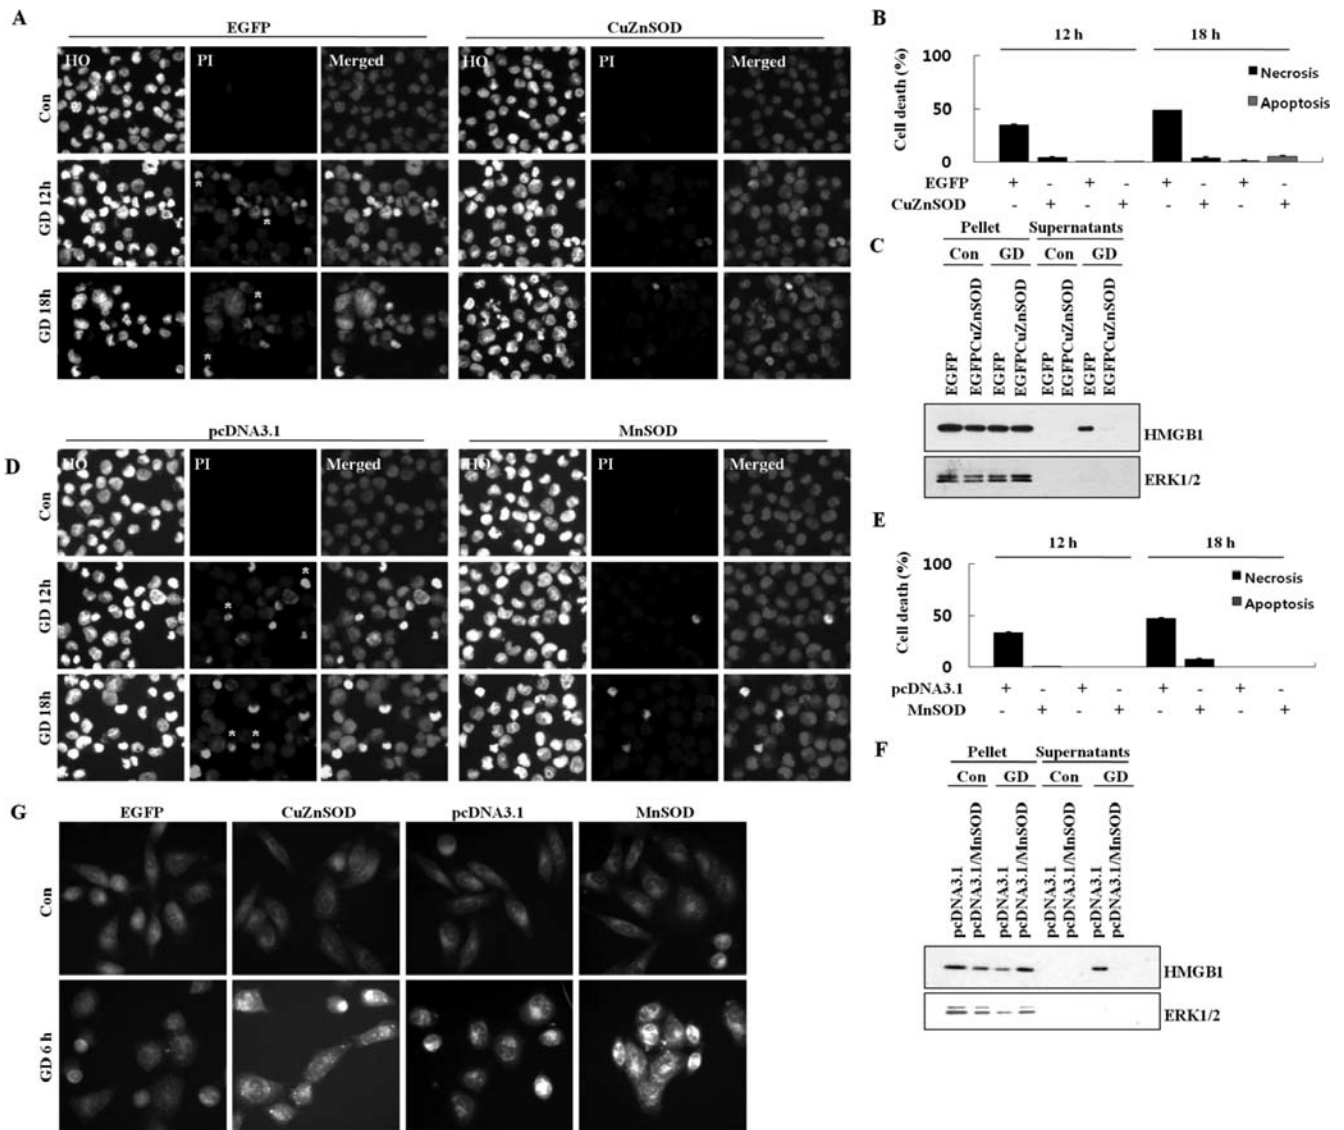 A
EGFP
CuZnSOD
HO PI Merged HO PI Merged
Con
GD 12h
GD 18h
B
12 h 18 h
100
50
0
Cell death (%)
Necrosis
Apoptosis
EGFP + - + - + - + -
CuZnSOD - + - + - + - +
C
Pellet Supernatants
Con GD Con GD
EGFP
EGFPCuZnSOD
EGFP
EGFPCuZnSOD
EGFP
EGFPCuZnSOD
EGFP
EGFPCuZnSOD
HMGB1
ERK1/2
D
pcDNA3.1
MnSOD
HO PI Merged HO PI Merged
Con
GD 12h
GD 18h
* *
* *
* *
* *
E
12 h 18 h
100
50
0
Cell death (%)
Necrosis
Apoptosis
pcDNA3.1 + - + - + - + -
MnSOD - + - + - + - +
F
Pellet Supernatants
Con GD Con GD
pcDNA3.1
pcDNA3.1/MnSOD
pcDNA3.1
pcDNA3.1/MnSOD
pcDNA3.1
pcDNA3.1/MnSOD
pcDNA3.1
pcDNA3.1/MnSOD
HMGB1
ERK1/2
G
EGFP CuZnSOD pcDNA3.1 MnSOD
Con
GD 6 h